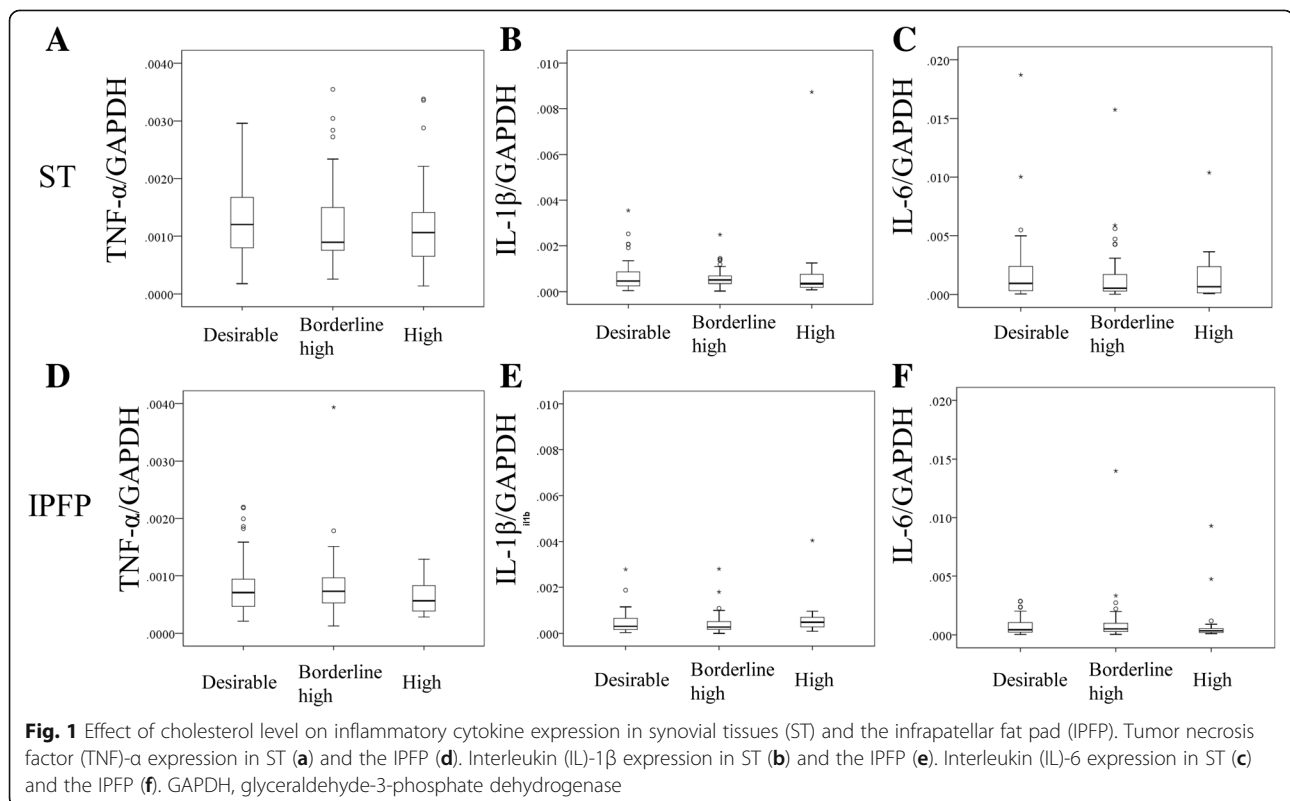 A
TNF-α/GAPDH
.0040
.0030
.0020
.0010
.0000
Desirable
Borderline
high
High
B
IL-1β/GAPDH
.010
.008
.006
.004
.002
.000
Desirable
Borderline
high
High
C
IL-6/GAPDH
.020
.015
.010
.005
.000
Desirable
Borderline
high
High
ST
D
TNF-α/GAPDH
.0040
.0030
.0020
.0010
.0000
Desirable
Borderline
high
High
E
IL-1β/GAPDH
il1b
.010
.008
.006
.004
.002
.000
Desirable
Borderline
high
High
F
IL-6/GAPDH
.020
.015
.010
.005
.000
Desirable
Borderline
high
High
IPFP
Fig. 1 Effect of cholesterol level on inflammatory cytokine expression in synovial tissues (ST) and the infrapatellar fat pad (IPFP). Tumor necrosis
factor (TNF)-α expression in ST (a) and the IPFP (d). Interleukin (IL)-1β expression in ST (b) and the IPFP (e). Interleukin (IL)-6 expression in ST (c)
and the IPFP (f). GAPDH, glyceraldehyde-3-phosphate dehydrogenase